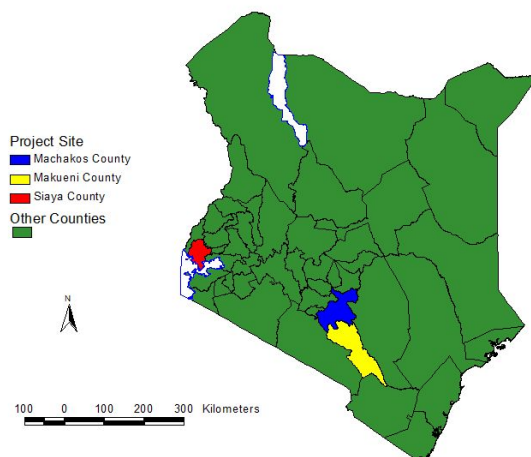 Project Site
Machakos County
Makueni County
Siaya County
Other Counties
N
100 0 100 200 300 Kilometers